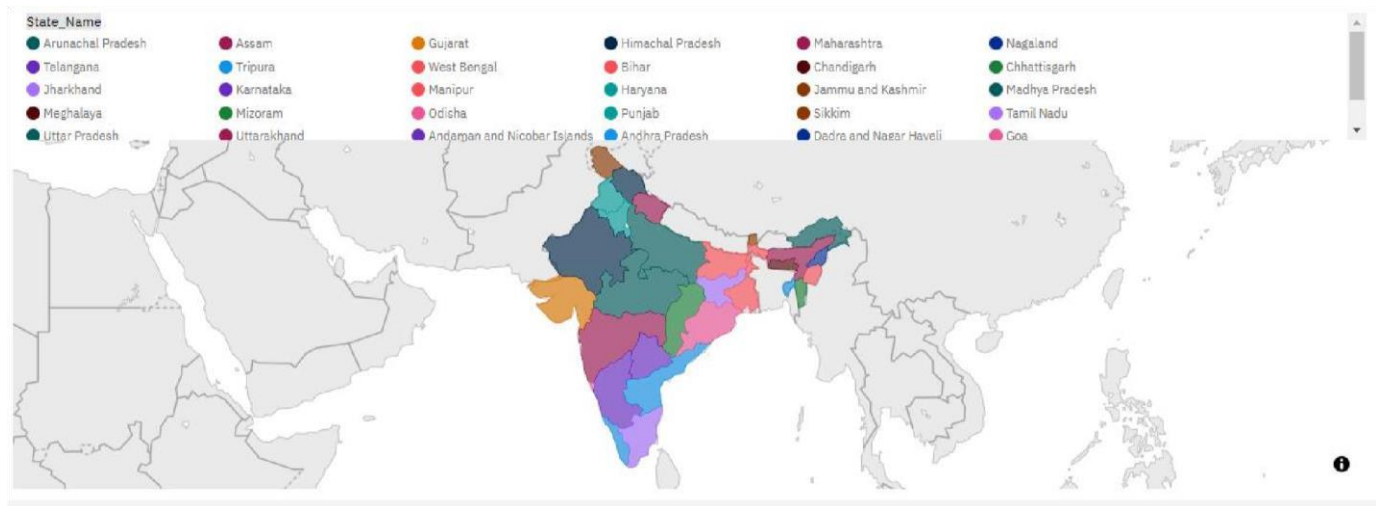 State_Name
Arunachal Pradesh Assam Gujarat Himachal Pradesh Maharashtra Nagaland
Telangana Tripura West Bengal Bihar Chandigarh Chhattisgarh
Jharkhand Karnataka Manipur Haryana Jammu and Kashmir Madhya Pradesh
Meghalaya Mizoram Odisha Punjab Sikkim Tamil Nadu
Uttar Pradesh Uttarakhand Andaman and Nicobar Islands Andhra Pradesh Dadra and Nagar Haveli Goa